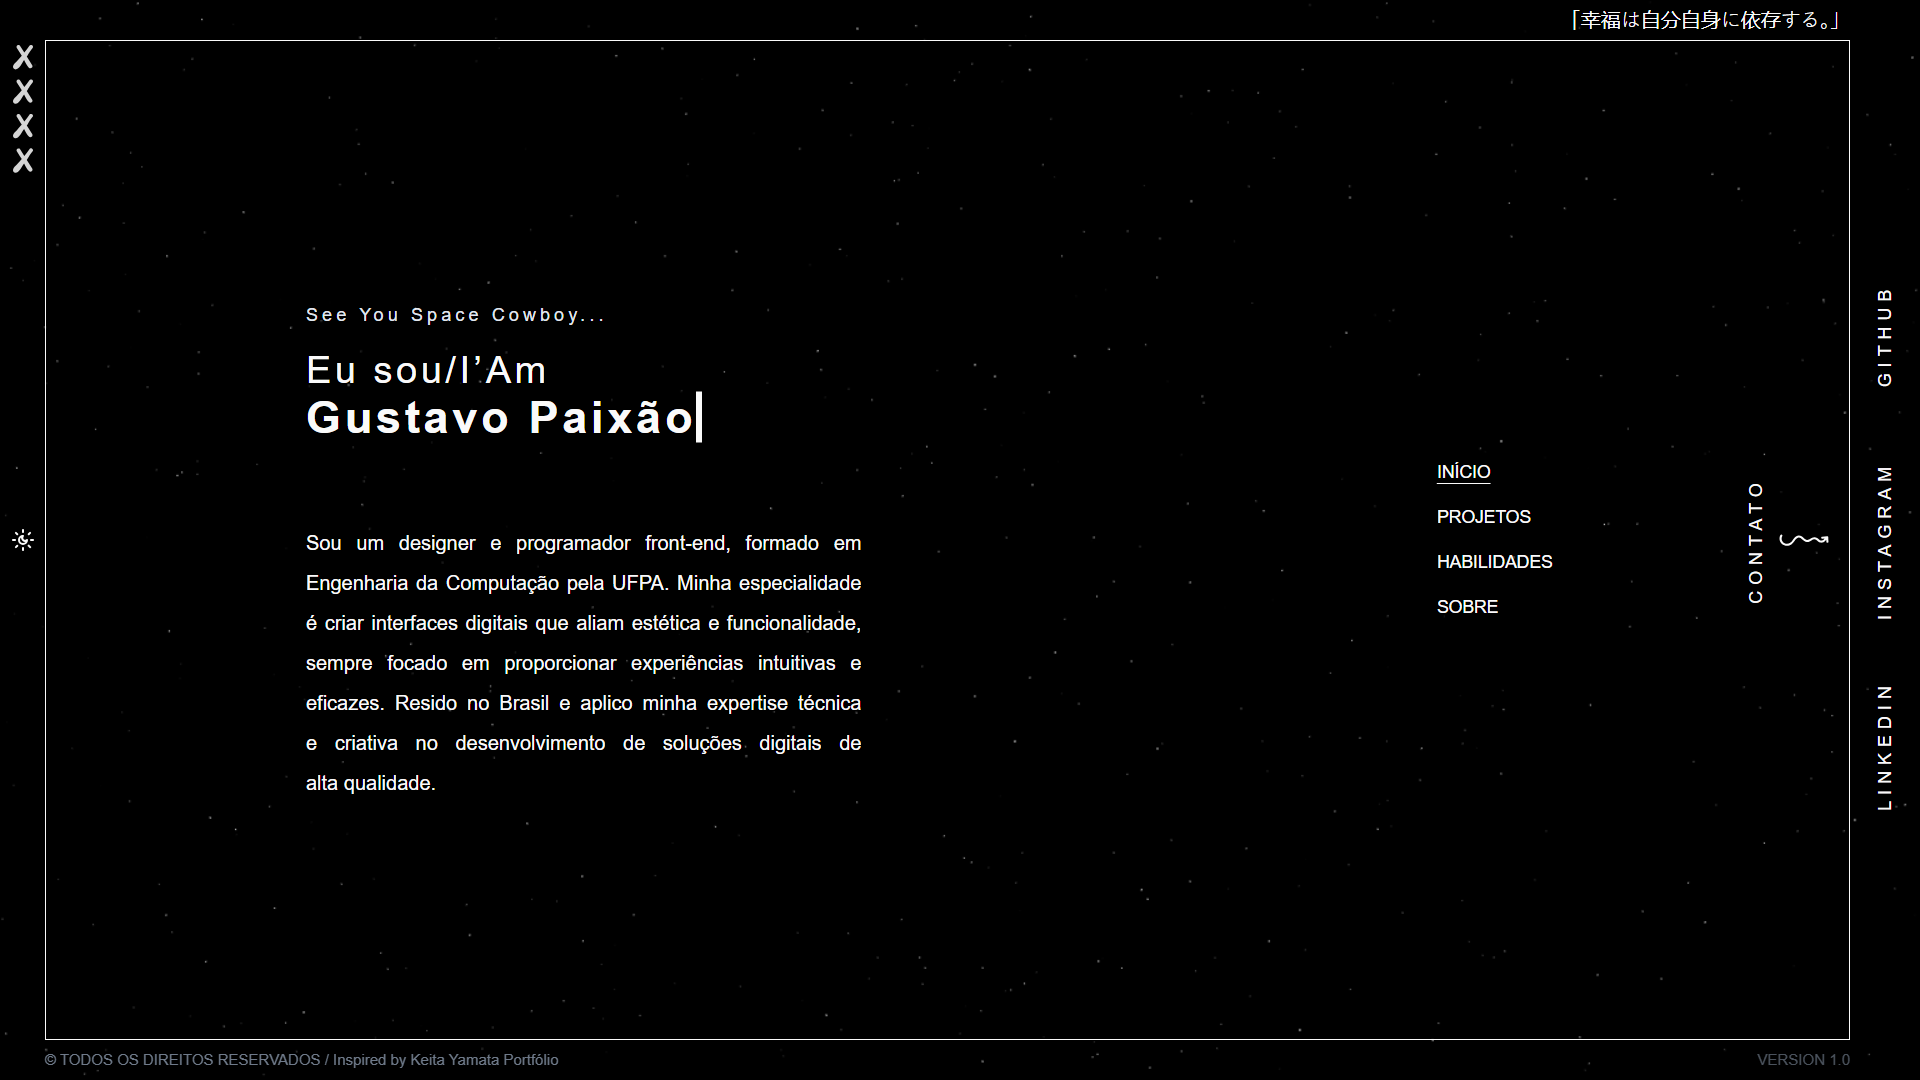 「幸福は自分自身に依存する。」
See You Space Cowboy...
Eu sou/I’Am
Gustavo Paixão
Sou um designer e programador front-end, formado em
Engenharia da Computação pela UFPA. Minha especialidade
é criar interfaces digitais que aliam estética e funcionalidade,
sempre focado em proporcionar experiências intuitivas e
eficazes. Resido no Brasil e aplico minha expertise técnica
e criativa no desenvolvimento de soluções digitais de
alta qualidade.
INÍCIO
PROJETOS
HABILIDADES
SOBRE
CONTATO
GITHUB
INSTAGRAM
LINKEDIN
© TODOS OS DIREITOS RESERVADOS / Inspired by Keita Yamata Portfólio
VERSION 1.0